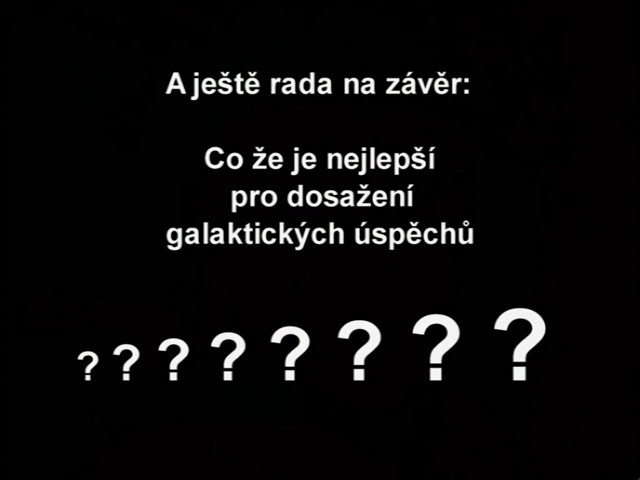 A ještě rada na závěr:
Co že je nejlepší
pro dosažení
galaktických úspěchů
? ? ? ? ? ? ? ?